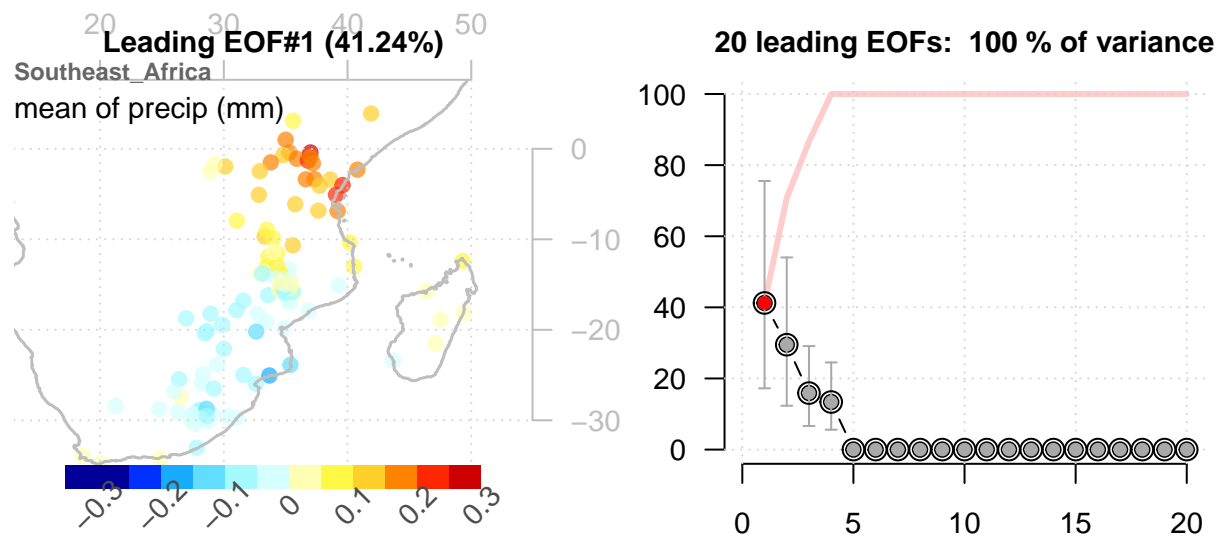 20 30 40 50
Leading EOF#1 (41.24%)
Southeast_Africa
mean of precip (mm)
0
−10
−20
−30
−0.3 −0.2 −0.1 0 0.1 0.2 0.3
20 leading EOFs: 100 % of variance
100
80
60
40
20
0
0 5 10 15 20